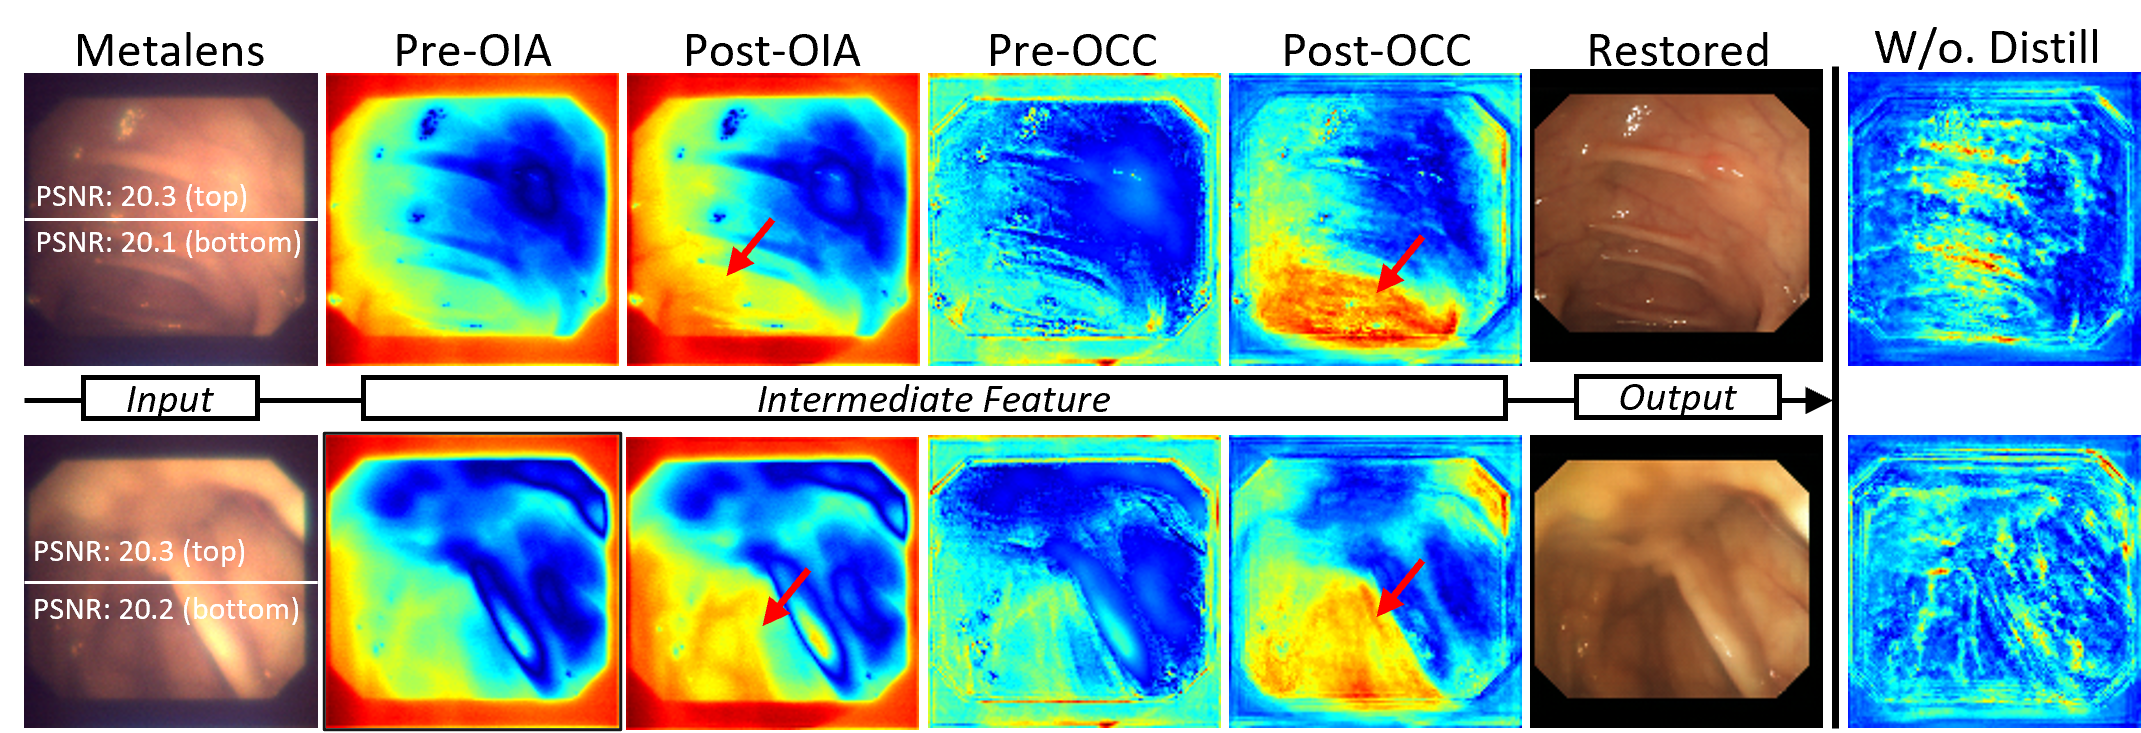 Metalens Pre-OIA Post-OIA Pre-OCC Post-OCC Restored W/o. Distill
PSNR: 20.3 (top)
PSNR: 20.1 (bottom)
Input Intermediate Feature Output
PSNR: 20.3 (top)
PSNR: 20.2 (bottom)